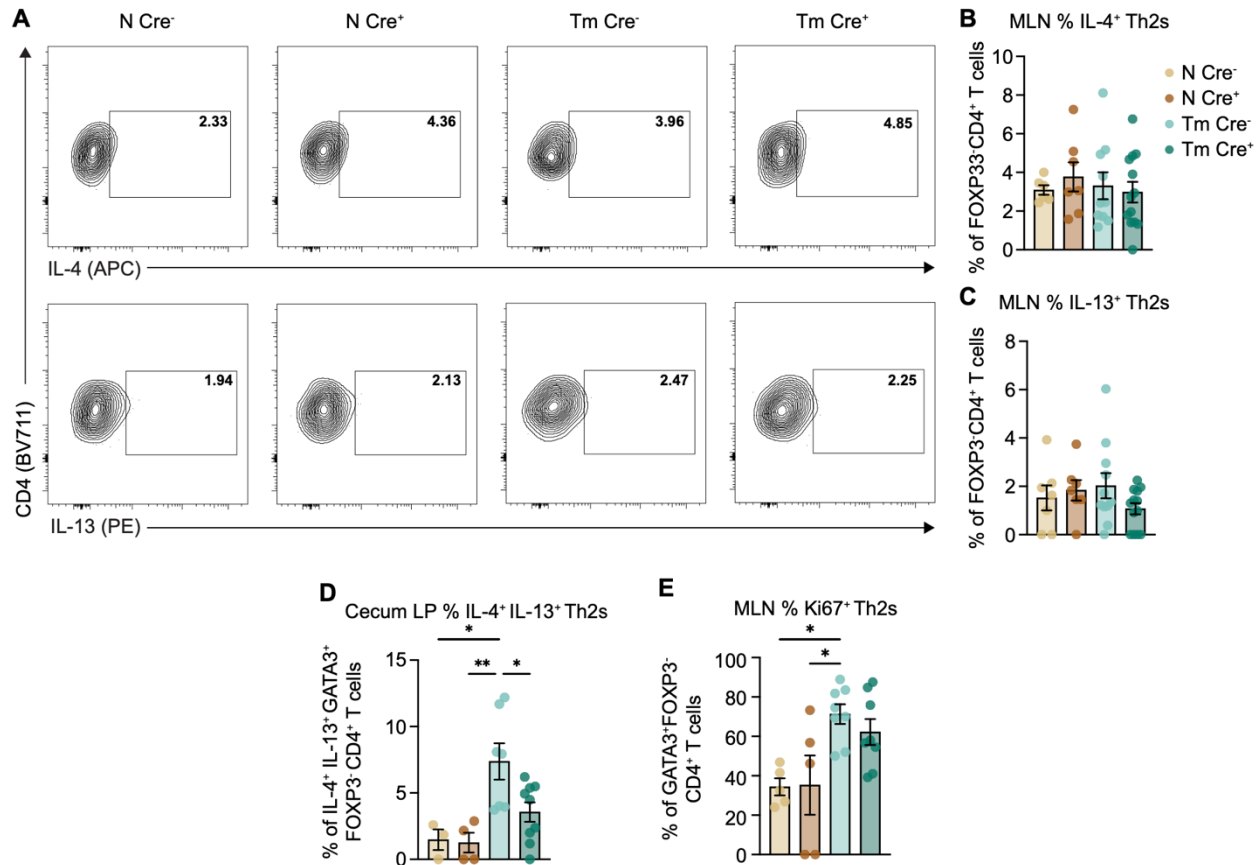 A
N Cre⁻ N Cre⁺ Tm Cre⁻ Tm Cre⁺
2.33 4.36 3.96 4.85
IL-4 (APC)
1.94 2.13 2.47 2.25
CD4 (BV711)
IL-13 (PE)
B
MLN % IL-4⁺ Th2s
% of FOXP33⁻CD4⁺ T cells
10
8
6
4
2
0
N Cre⁻
N Cre⁺
Tm Cre⁻
Tm Cre⁺
C
MLN % IL-13⁺ Th2s
% of FOXP3⁻CD4⁺ T cells
8
6
4
2
0
D
Cecum LP % IL-4⁺ IL-13⁺ Th2s
% of IL-4⁺ IL-13⁺ GATA3⁺
FOXP3⁻ CD4⁺ T cells
15
10
5
0
*
** *
E
MLN % Ki67⁺ Th2s
% of GATA3⁺FOXP3⁻
CD4⁺ T cells
100
80
60
40
20
0
*
*